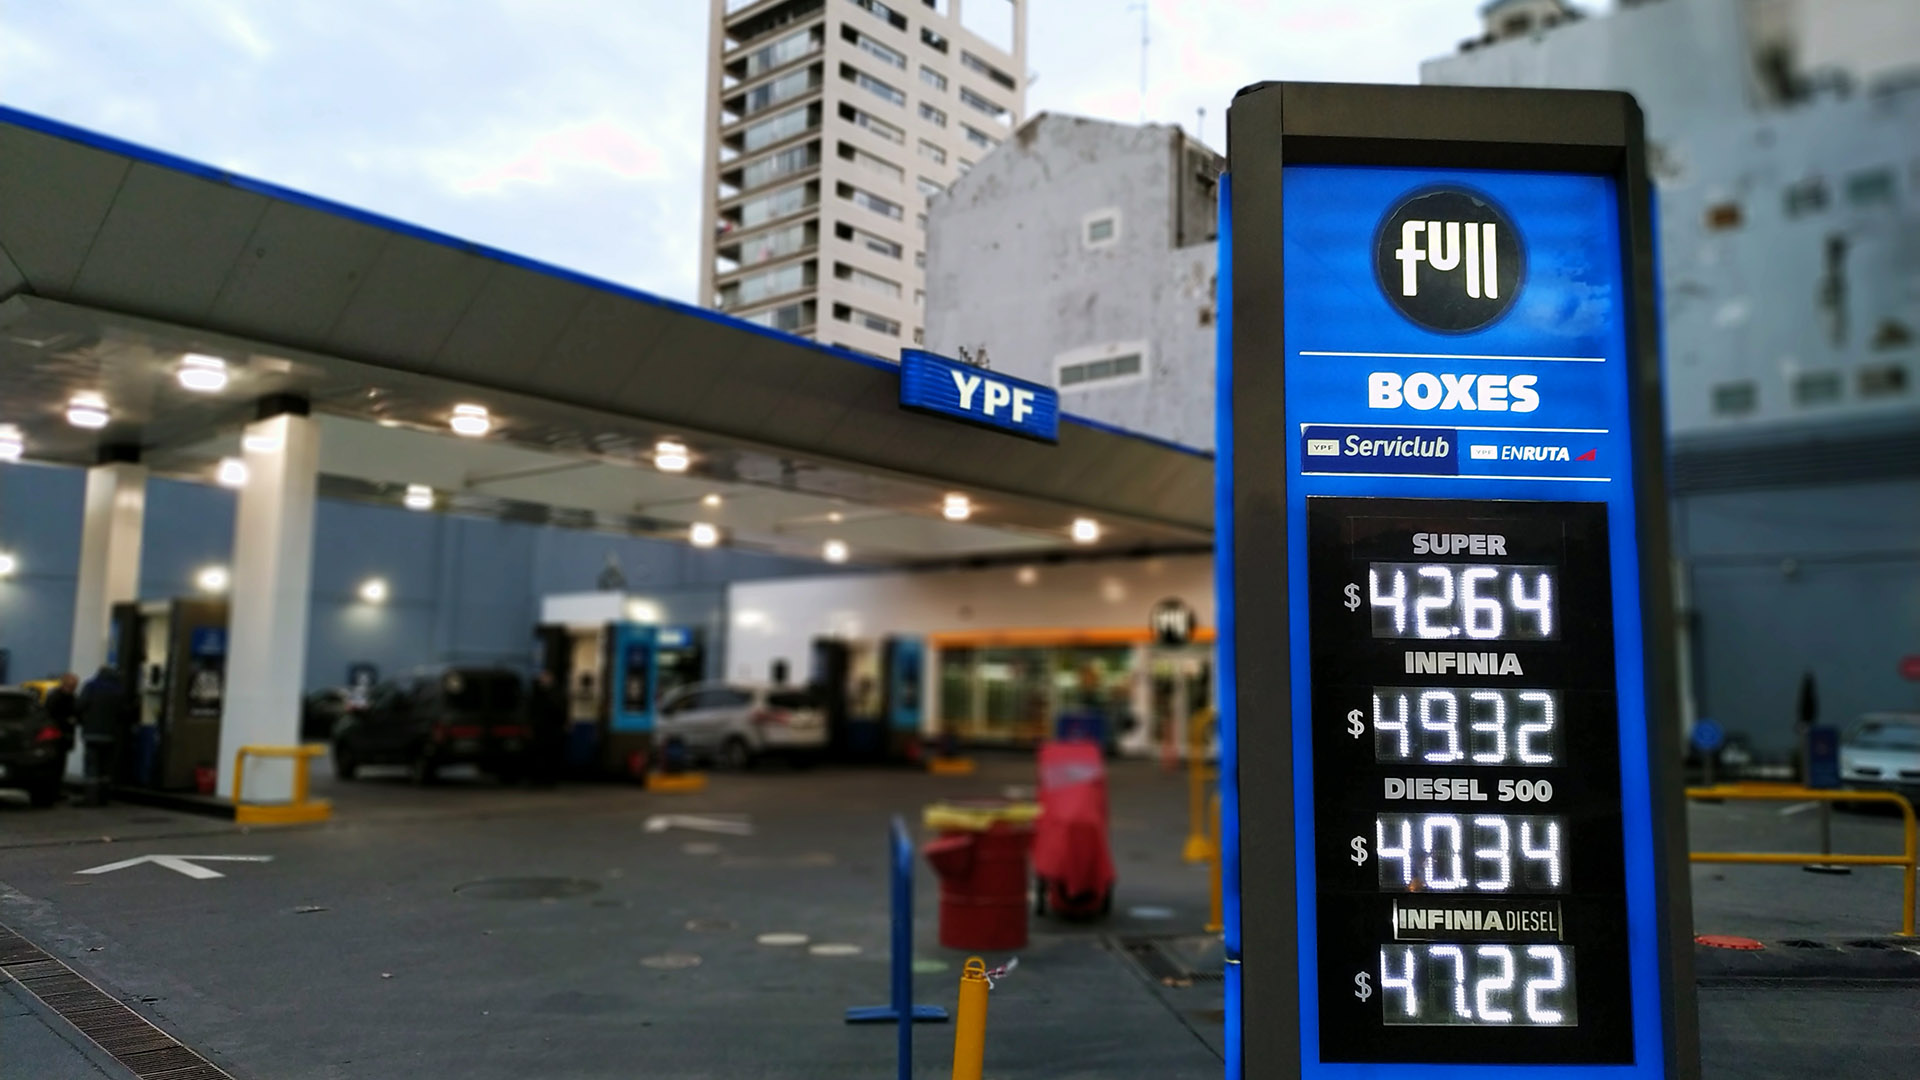 YPF
full
BOXES
YPF Serviclub YPF ENRUTA
SUPER
$ 42.64
INFINIA
$ 49.32
DIESEL 500
$ 40.34
INFINIA DIESEL
$ 47.22